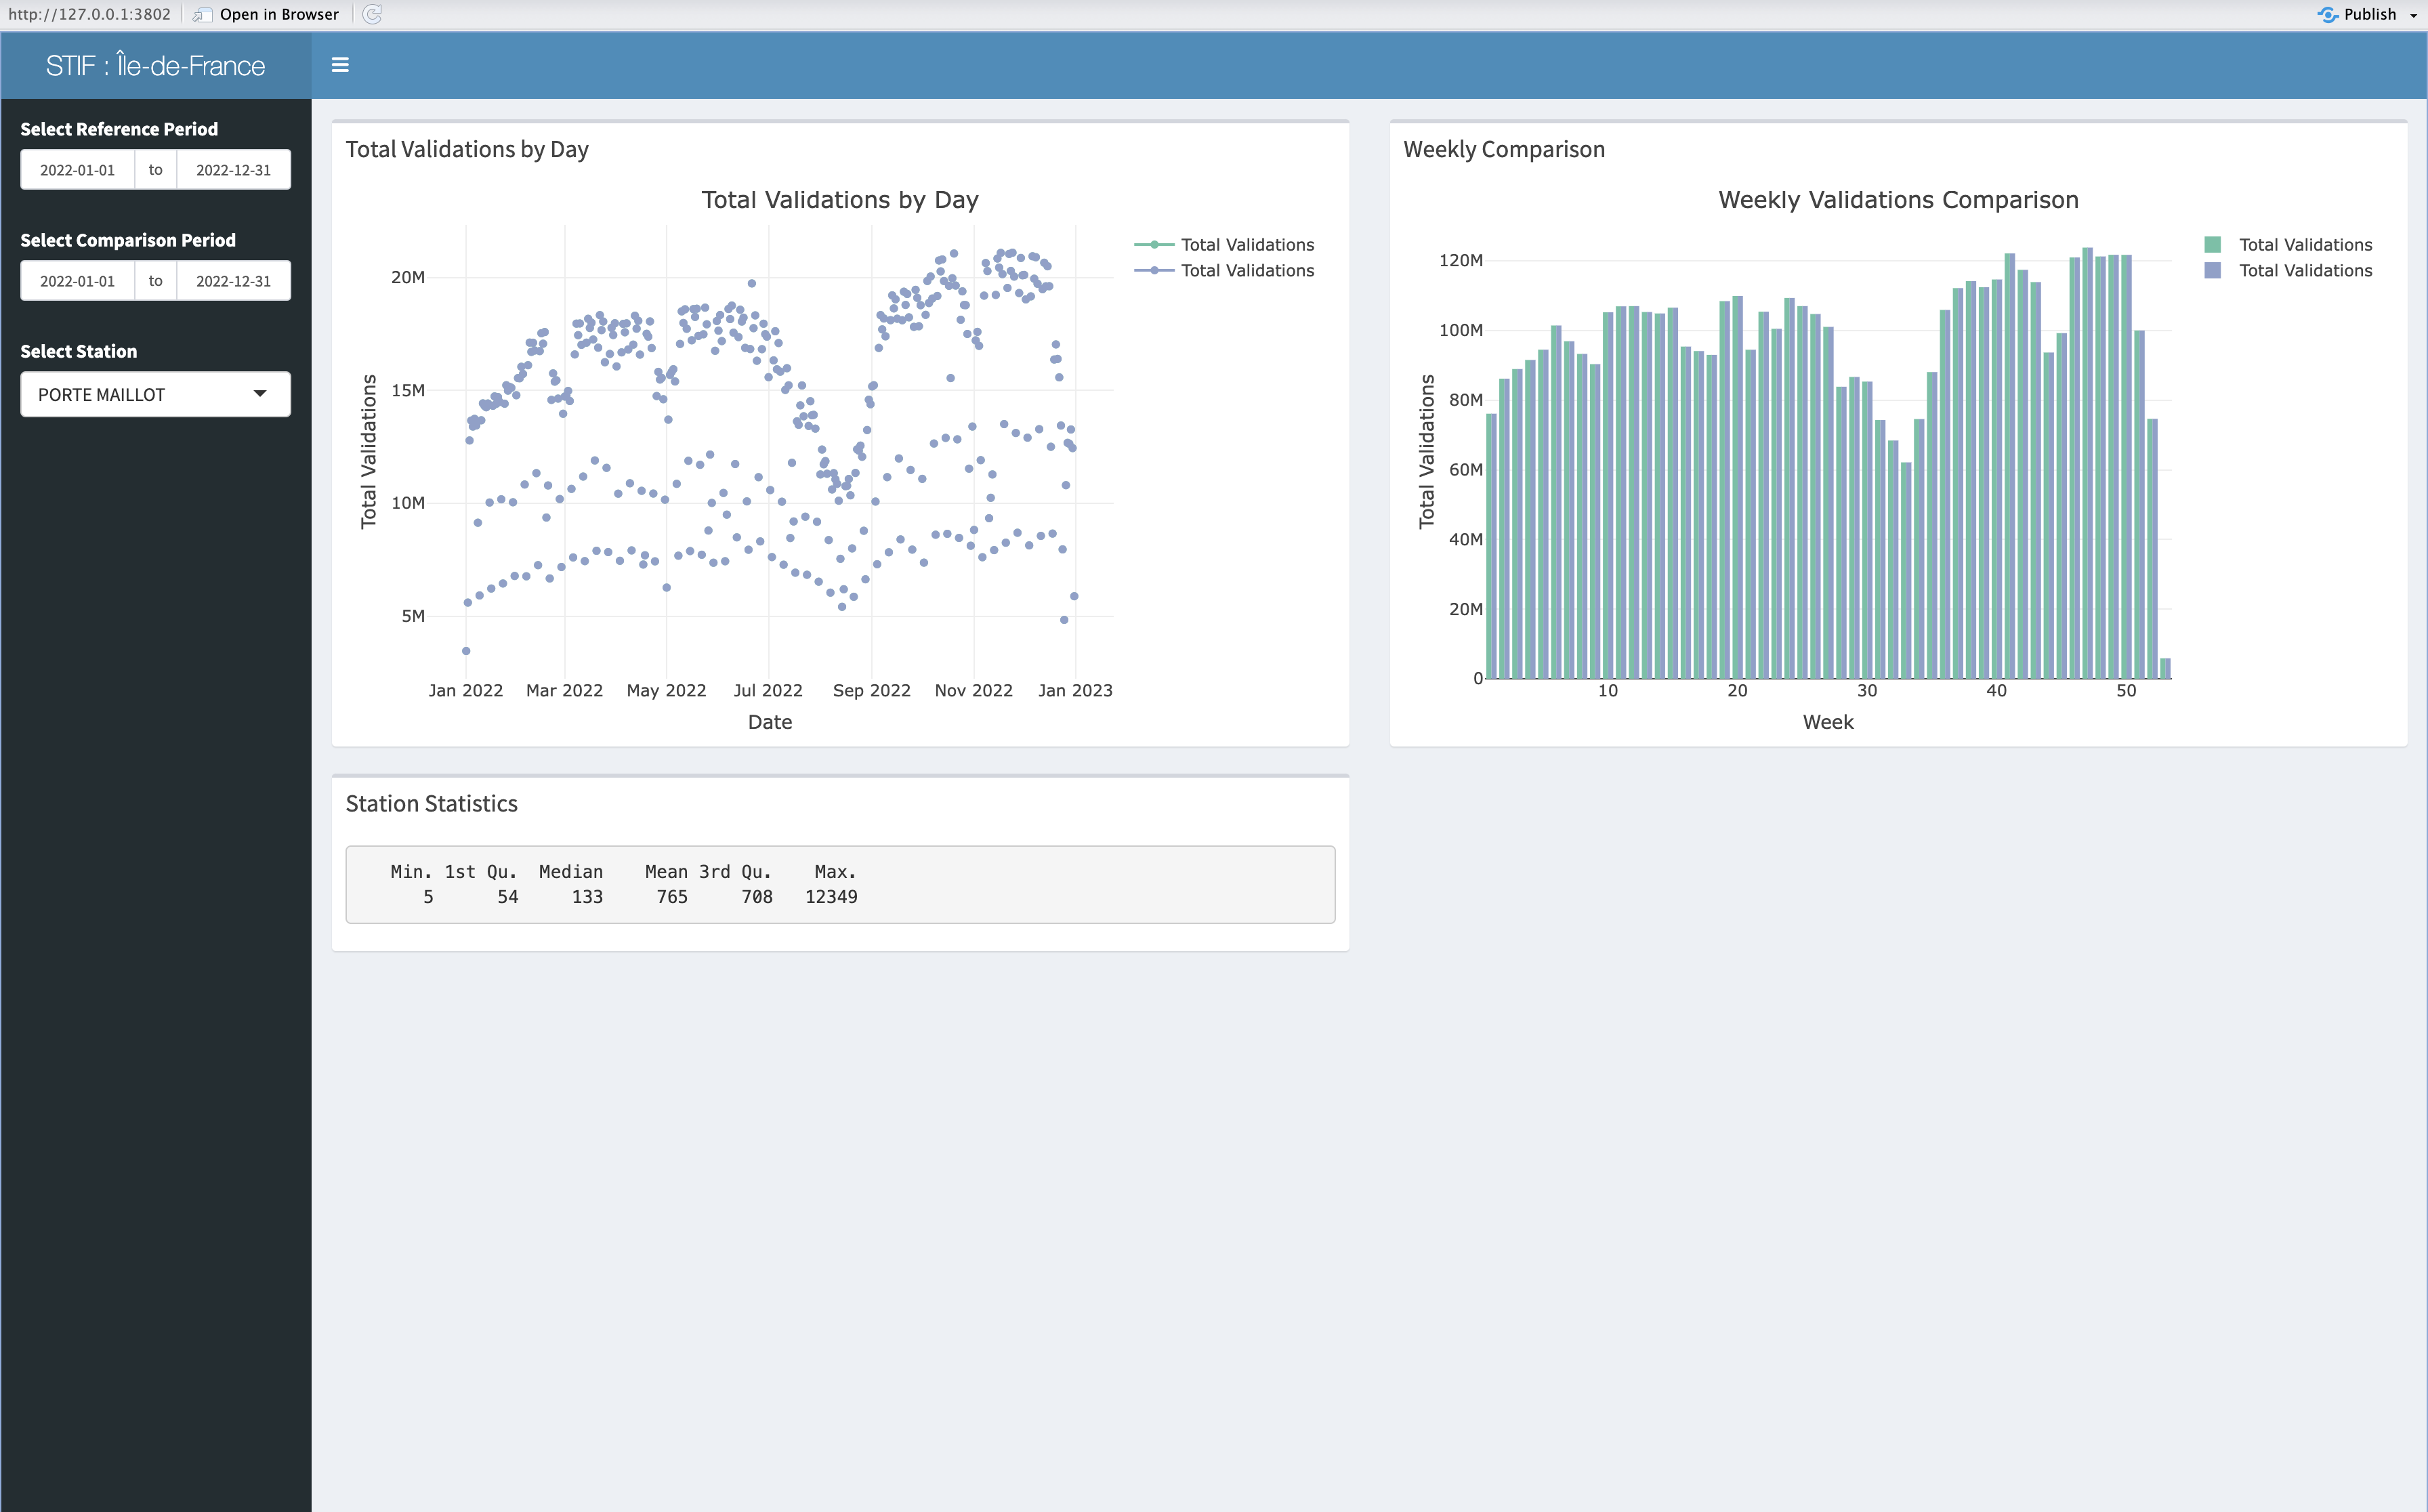 http://127.0.0.1:3802 Open in Browser Publish
STIF : Île-de-France
Select Reference Period
2022-01-01 to 2022-12-31
Select Comparison Period
2022-01-01 to 2022-12-31
Select Station
PORTE MAILLOT
Total Validations by Day
Total Validations by Day
Total Validations
Total Validations
20M
15M
10M
5M
Total Validations
Jan 2022 Mar 2022 May 2022 Jul 2022 Sep 2022 Nov 2022 Jan 2023
Date
Weekly Comparison
Weekly Validations Comparison
Total Validations
Total Validations
120M
100M
80M
60M
40M
20M
0
Total Validations
10 20 30 40 50
Week
Station Statistics
Min. 1st Qu. Median Mean 3rd Qu. Max.
5 54 133 765 708 12349